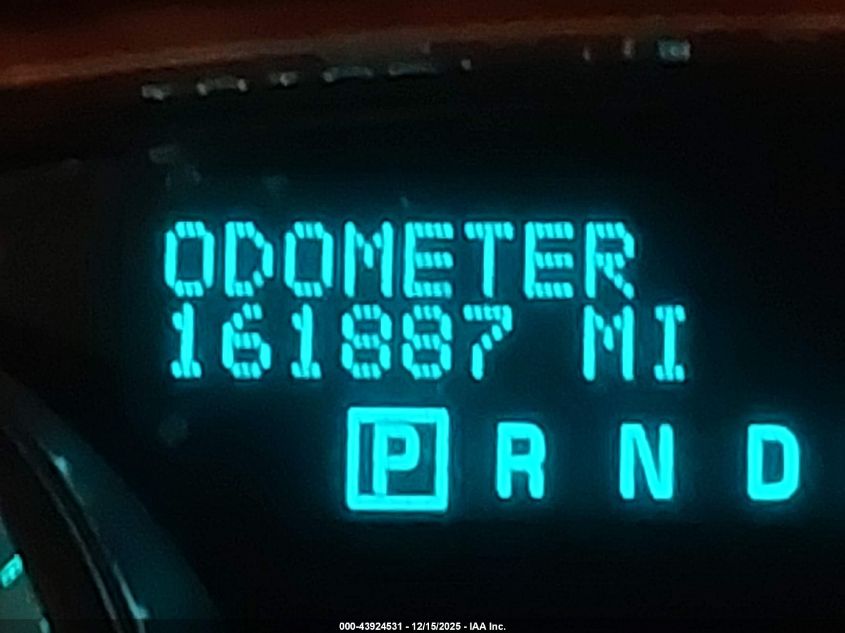 ODOMETER
161887 MI
P R N D
000-43924531 - 12/15/2025 - IAA Inc.